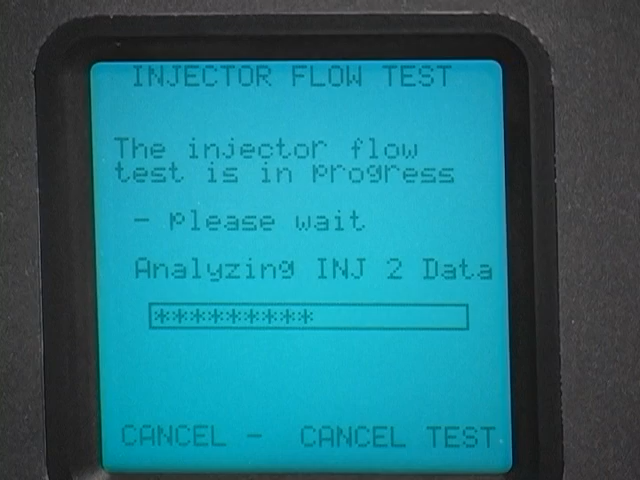 INJECTOR FLOW TEST
The injector flow
test is in progress
- please wait
Analyzing INJ 2 Data
*********
CANCEL - CANCEL TEST